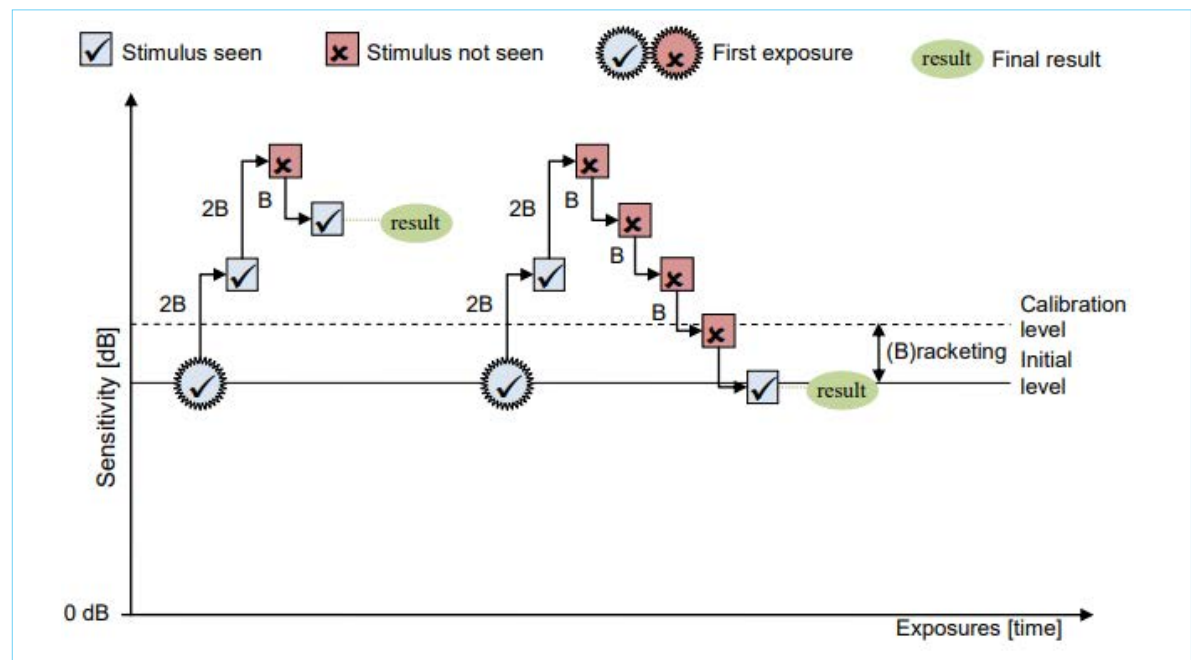 Stimulus seen
Stimulus not seen
First exposure
result
Final result
2B
B
result
2B
2B
B
B
B
2B
Calibration
level
(B)racketing
Initial
level
result
Sensitivity [dB]
0 dB
Exposures [time]